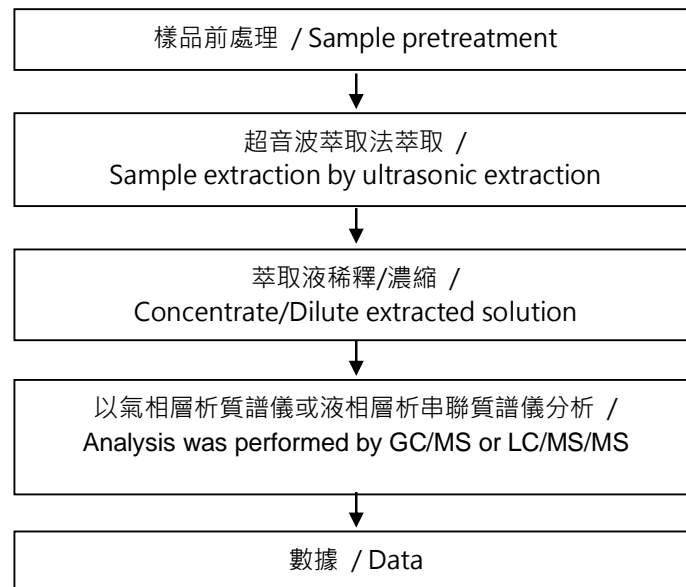 樣品前處理 / Sample pretreatment
超音波萃取法萃取 /
Sample extraction by ultrasonic extraction
萃取液稀釋/濃縮 /
Concentrate/Dilute extracted solution
以氣相層析質譜儀或液相層析串聯質譜儀分析 /
Analysis was performed by GC/MS or LC/MS/MS
數據 / Data